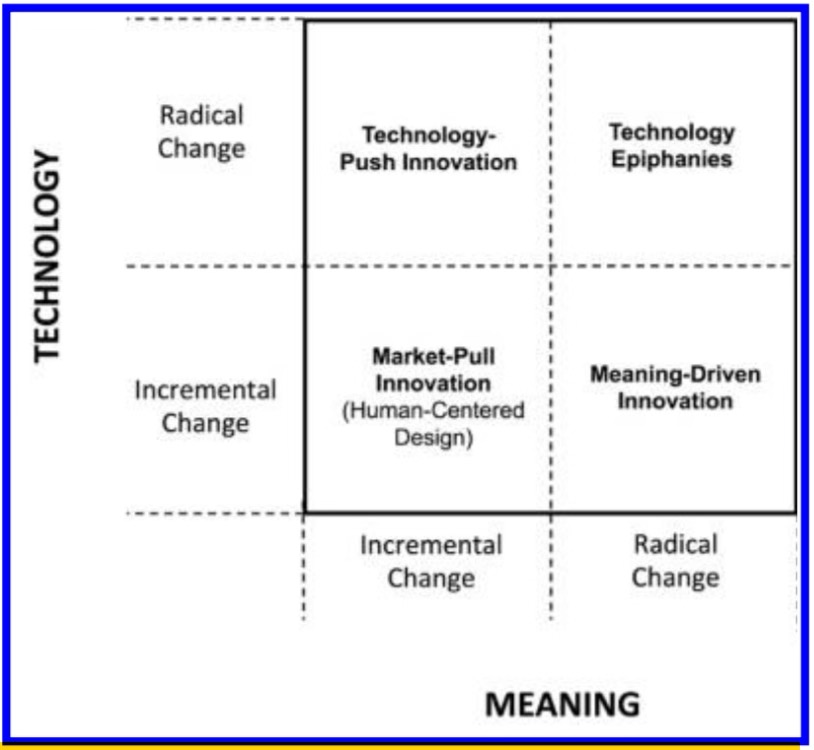 TECHNOLOGY
Radical
Change
Technology-
Push Innovation
Technology
Epiphanies
Incremental
Change
Market-Pull
Innovation
(Human-Centered
Design)
Meaning-Driven
Innovation
Incremental
Change
Radical
Change
MEANING